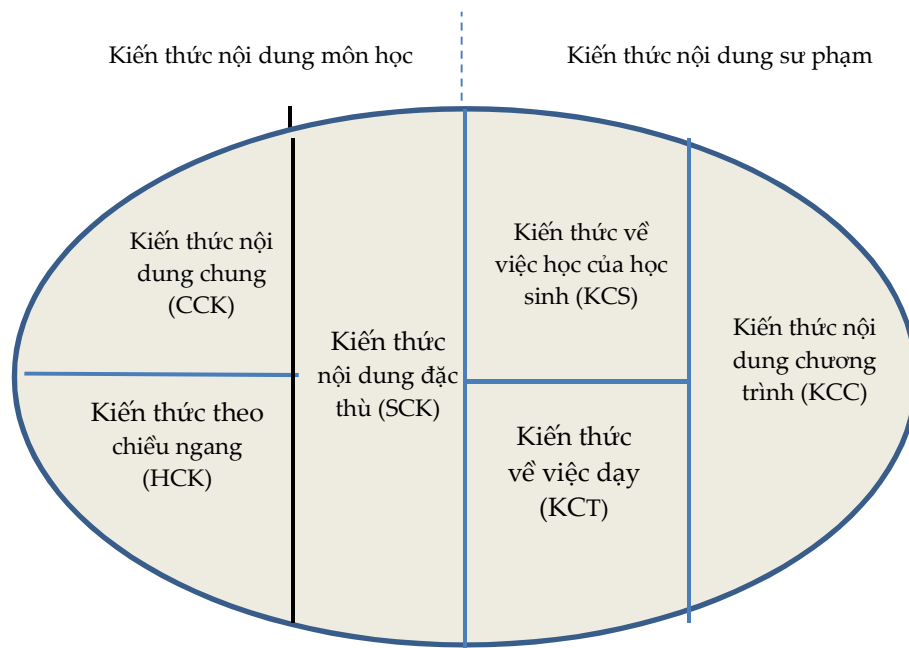 Kiến thức nội dung môn học
Kiến thức nội dung sư phạm
Kiến thức nội
dung chung
(CCK)
Kiến thức theo
chiều ngang
(HCK)
Kiến thức
nội dung đặc
thù (SCK)
Kiến thức về
việc học của học
sinh (KCS)
Kiến thức
về việc dạy
(KCT)
Kiến thức nội
dung chương
trình (KCC)